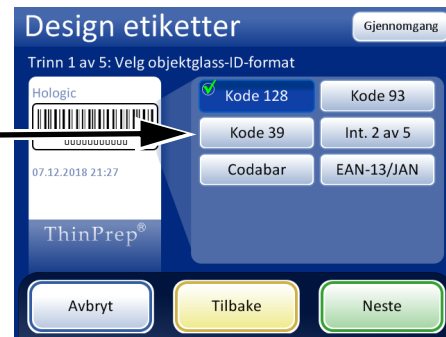 Design etiketter
Gjennomgang
Trinn 1 av 5: Velg objektglass-ID-format
Hologic
00000000000
07.12.2018 21:27
ThinPrep®
Kode 128
Kode 93
Kode 39
Int. 2 av 5
Codabar
EAN-13/JAN
Avbryt
Tilbake
Neste